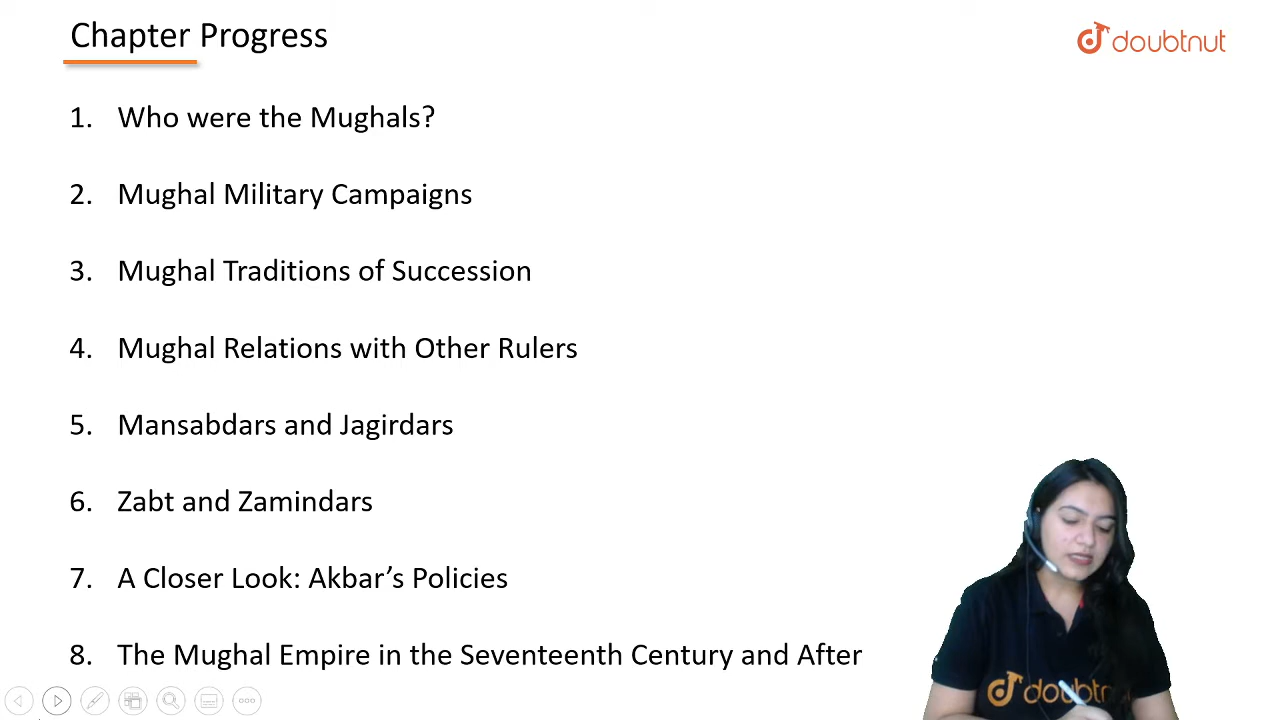 Chapter Progress
doubtnut
1. Who were the Mughals?
2. Mughal Military Campaigns
3. Mughal Traditions of Succession
4. Mughal Relations with Other Rulers
5. Mansabdars and Jagirdars
6. Zabt and Zamindars
7. A Closer Look: Akbar’s Policies
8. The Mughal Empire in the Seventeenth Century and After